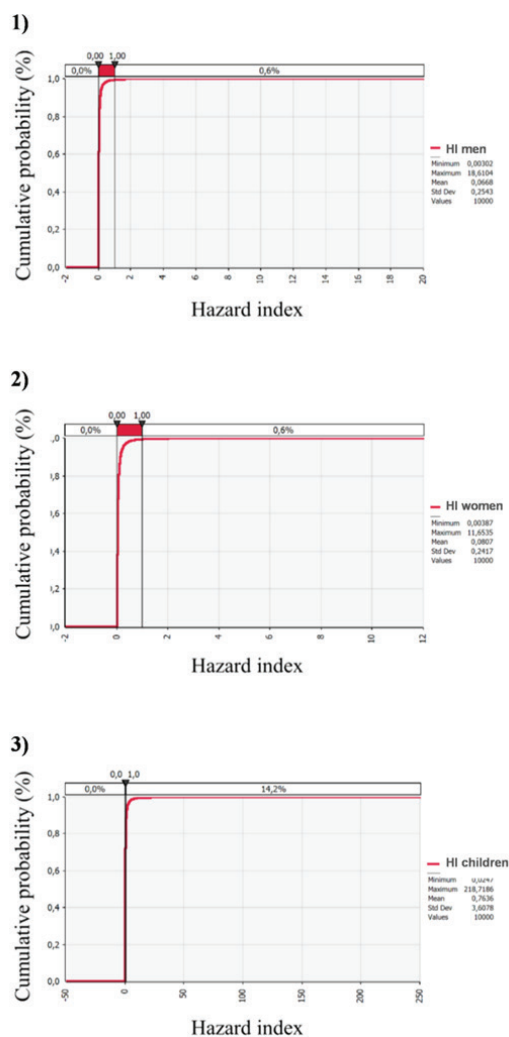 1)
0,00 1,00
0,0% 0,6%
1,0
0,8
0,6
0,4
0,2
0,0
Cumulative probability (%)
-2 0 2 4 6 8 10 12 14 16 18 20
Hazard index
HI men
Minimum 0,00302
Maximum 18,6104
Mean 0,0668
Std Dev 0,2543
Values 10000
2)
0,00 1,00
0,0% 0,6%
,0
,8
,6
,4
,2
,0
Cumulative probability (%)
-2 0 2 4 6 8 10 12
Hazard index
HI women
Minimum 0,00387
Maximum 11,6535
Mean 0,0807
Std Dev 0,2417
Values 10000
3)
0,0 1,0
0,0% 14,2%
1,0
0,8
0,6
0,4
0,2
0,0
Cumulative probability (%)
-50 0 50 100 150 200 250
Hazard index
HI children
Minimum 0,0247
Maximum 218,7186
Mean 0,7636
Std Dev 3,6078
Values 10000